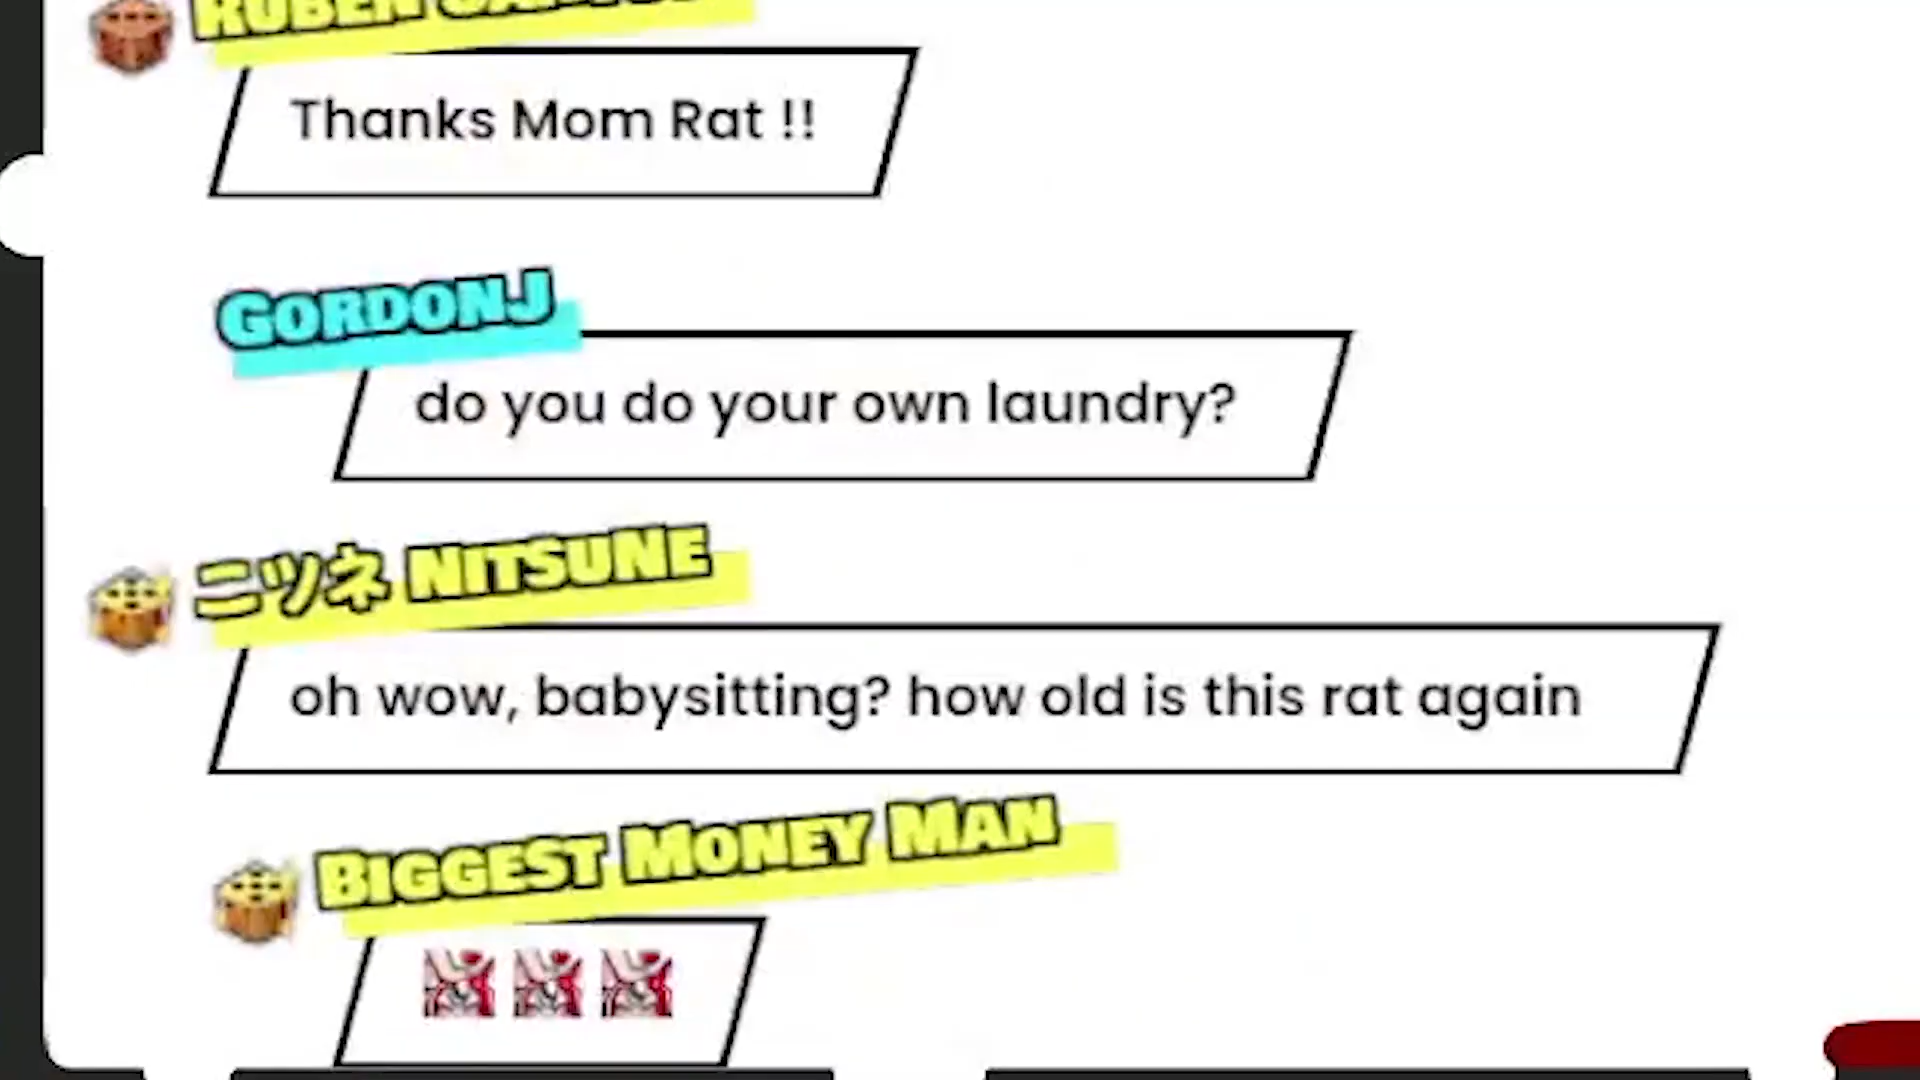 RUBEN
Thanks Mom Rat !!
GORDONJ
do you do your own laundry?
ニツネ NITSUNE
oh wow, babysitting? how old is this rat again
BIGGEST MONEY MAN